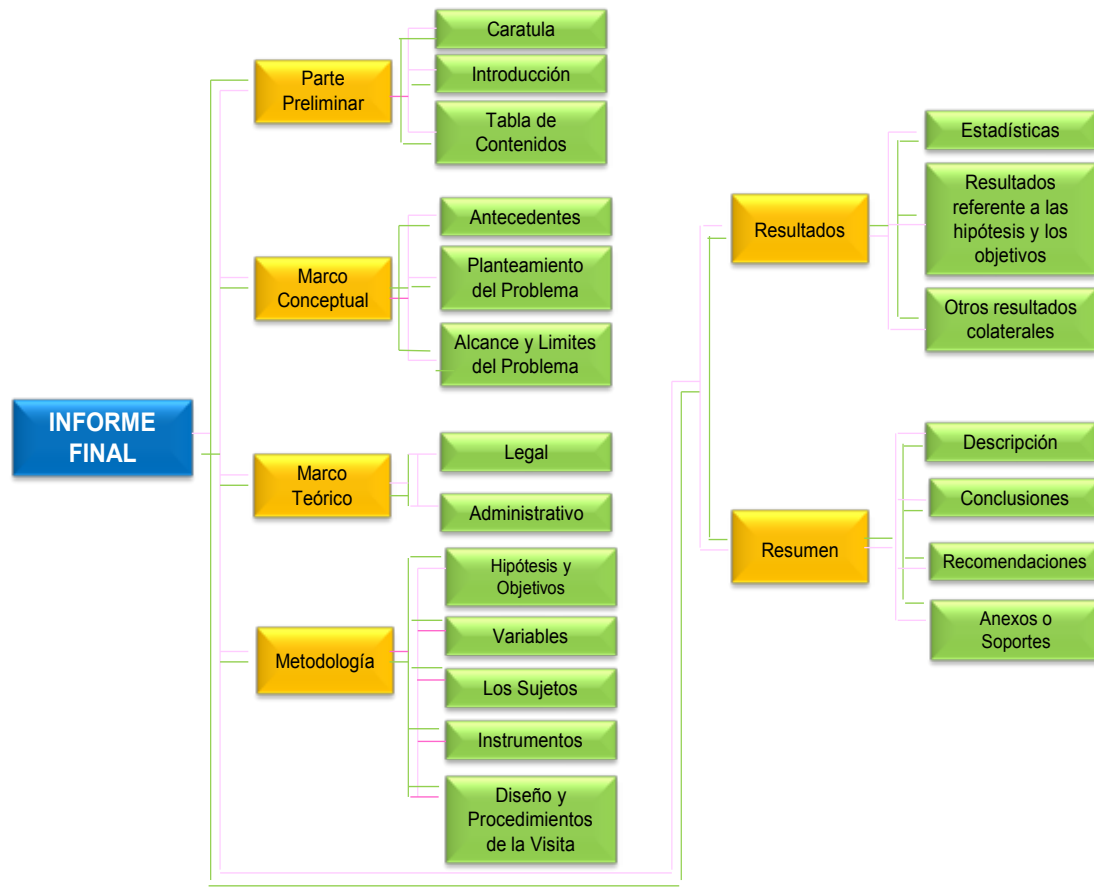 INFORME
FINAL
Parte
Preliminar
Caratula
Introducción
Tabla de
Contenidos
Marco
Conceptual
Antecedentes
Planteamiento
del Problema
Alcance y Limites
del Problema
Marco
Teórico
Legal
Administrativo
Metodología
Hipótesis y
Objetivos
Variables
Los Sujetos
Instrumentos
Diseño y
Procedimientos
de la Visita
Resultados
Estadísticas
Resultados
referente a las
hipótesis y los
objetivos
Otros resultados
colaterales
Resumen
Descripción
Conclusiones
Recomendaciones
Anexos o
Soportes